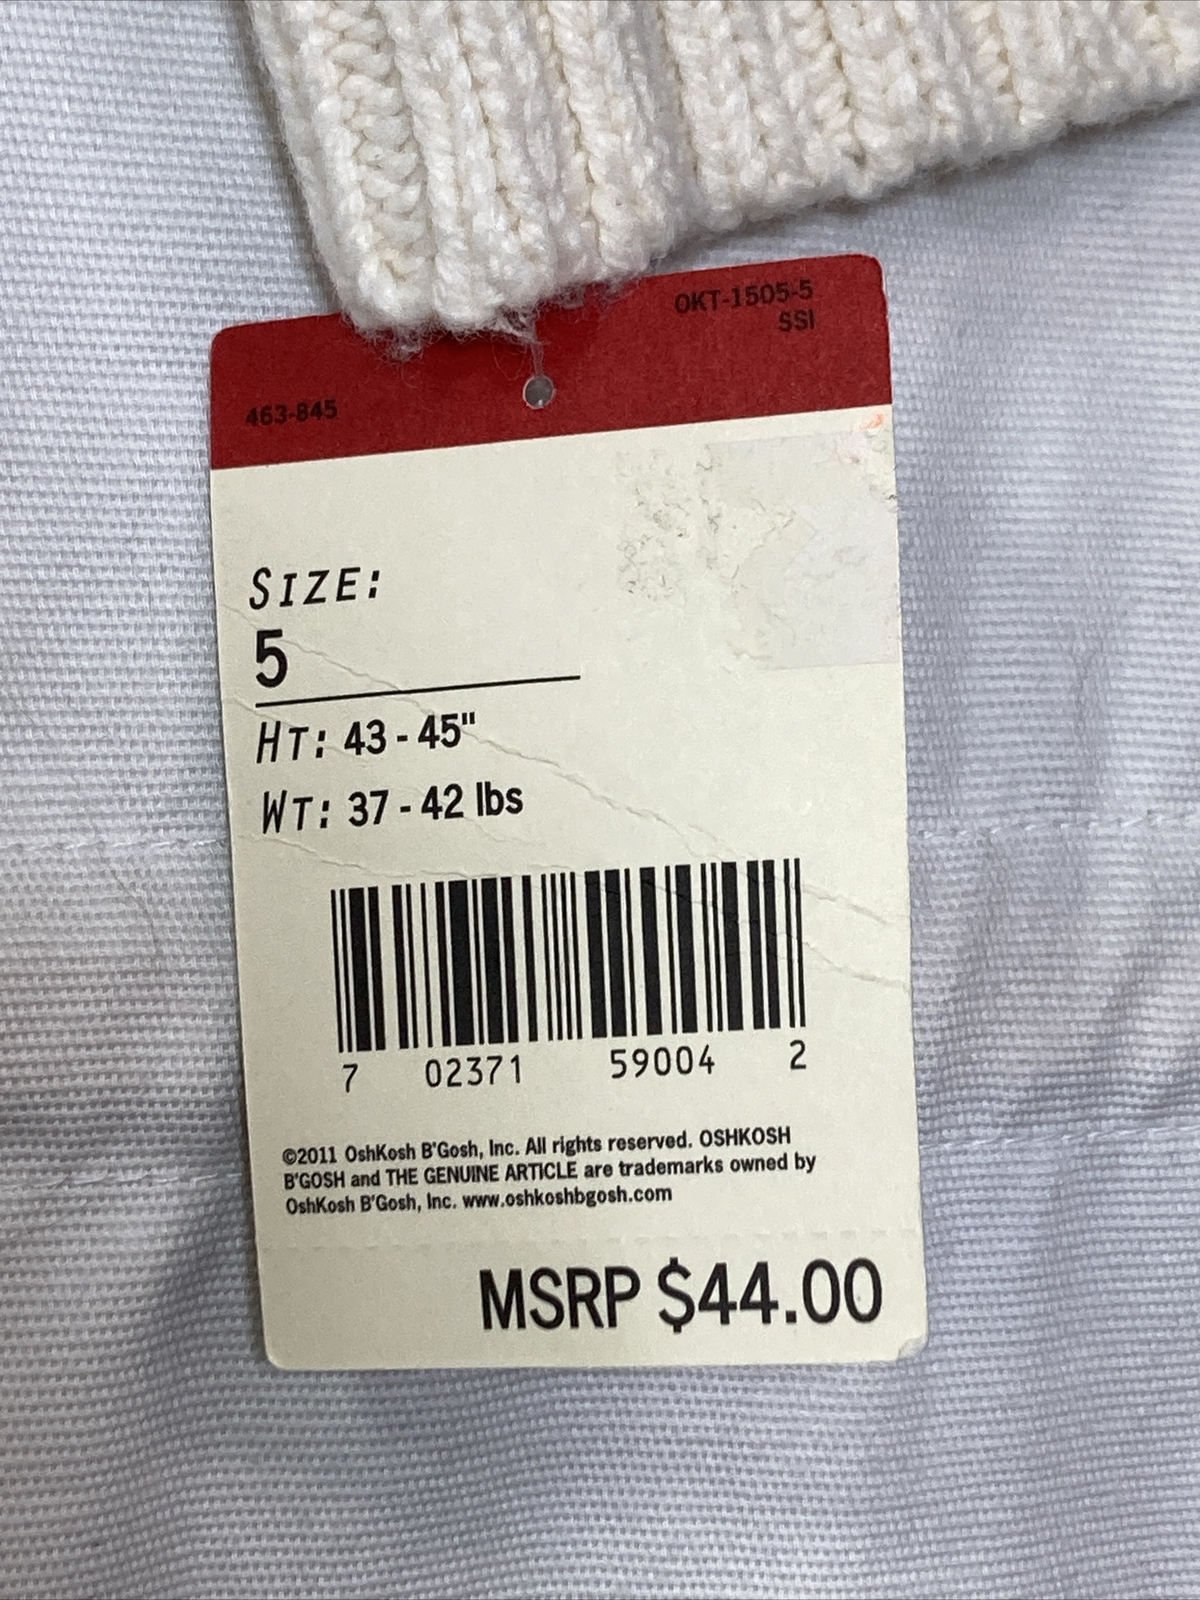 OKT-1505-5
SSI
463-845
SIZE:
5
HT: 43 - 45"
WT: 37 - 42 lbs
7 02371 59004 2
©2011 OshKosh B'Gosh, Inc. All rights reserved. OSHKOSH
B'GOSH and THE GENUINE ARTICLE are trademarks owned by
OshKosh B'Gosh, Inc. www.oshkoshbgosh.com
MSRP $44.00